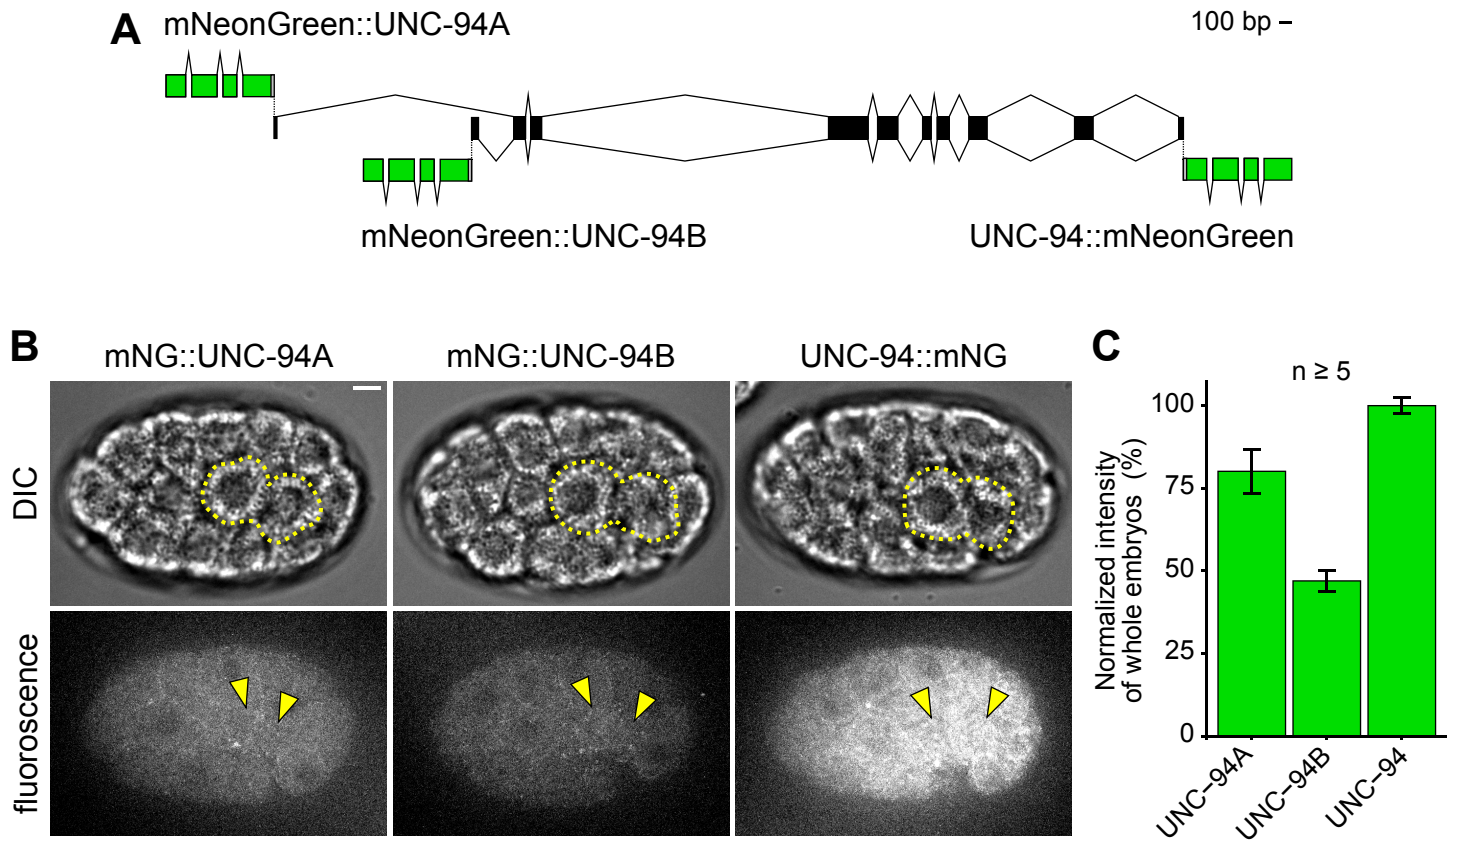 A
mNeonGreen::UNC-94A
100 bp
mNeonGreen::UNC-94B
UNC-94::mNeonGreen
B
mNG::UNC-94A
mNG::UNC-94B
UNC-94::mNG
DIC
fluoroscence
C
n ≥ 5
Normalized intensity
of whole embryos (%)
100
75
50
25
0
UNC−94A
UNC−94B
UNC−94